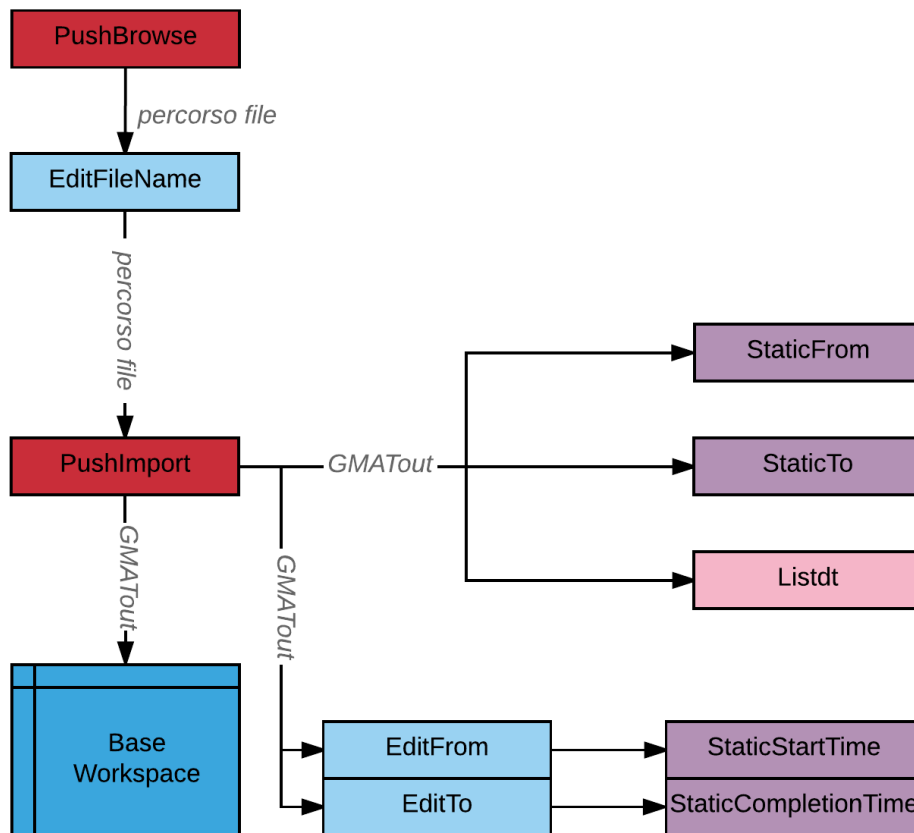 PushBrowse
percorso file
EditFileName
percorso file
StaticFrom
PushImport
GMATout
StaticTo
GMATout
GMATout
Listdt
Base
Workspace
EditFrom
StaticStartTime
EditTo
StaticCompletionTime